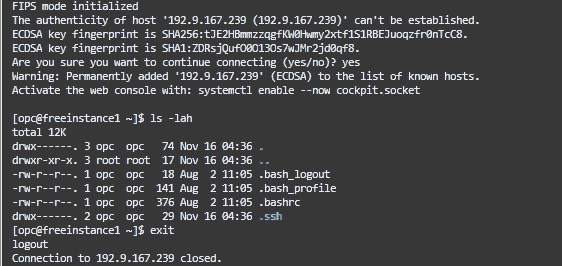 FIPS mode initialized
The authenticity of host '192.9.167.239 (192.9.167.239)' can't be established.
ECDSA key fingerprint is SHA256:tJE2HBmmzzqgfKW0Hwmy2xtf1S1RBEJuoqzfr0nTcC8.
ECDSA key fingerprint is SHA1:ZDRsjQufO0O13Os7wJMr2jd0qf8.
Are you sure you want to continue connecting (yes/no)? yes
Warning: Permanently added '192.9.167.239' (ECDSA) to the list of known hosts.
Activate the web console with: systemctl enable --now cockpit.socket
[opc@freeinstance1 ~]$ ls -lah
total 12K
drwx------. 3 opc  opc   74 Nov 16 04:36 .
drwxr-xr-x. 3 root root  17 Nov 16 04:36 ..
-rw-r--r--. 1 opc  opc   18 Aug  2 11:05 .bash_logout
-rw-r--r--. 1 opc  opc  141 Aug  2 11:05 .bash_profile
-rw-r--r--. 1 opc  opc  376 Aug  2 11:05 .bashrc
drwx------. 2 opc  opc   29 Nov 16 04:36 .ssh
[opc@freeinstance1 ~]$ exit
logout
Connection to 192.9.167.239 closed.